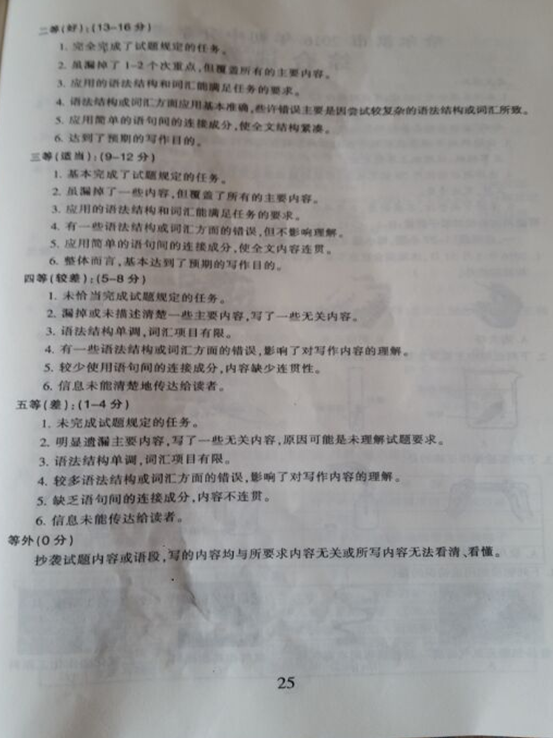 二等(好):(13-16 分)
1. 完全完成了试题规定的任务。
2. 虽漏掉了 1-2 个次重点,但覆盖所有的主要内容。
3. 应用的语法结构和词汇能满足任务的要求。
4. 语法结构或词汇方面应用基本准确,些许错误主要是因尝试较复杂的语法结构或词汇所致。
5. 应用简单的语句间的连接成分,使全文结构紧凑。
6. 达到了预期的写作目的。
三等(适当):(9-12 分)
1. 基本完成了试题规定的任务。
2. 虽漏掉了一些内容,但覆盖了所有的主要内容。
3. 应用的语法结构和词汇能满足任务的要求。
4. 有一些语法结构或词汇方面的错误,但不影响理解。
5. 应用简单的语句间的连接成分,使全文内容连贯。
6. 整体而言,基本达到了预期的写作目的。
四等(较差):(5-8 分)
1. 未恰当完成试题规定的任务。
2. 漏掉或未描述清楚一些主要内容,写了一些无关内容。
3. 语法结构单调,词汇项目有限。
4. 有一些语法结构或词汇方面的错误,影响了对写作内容的理解。
5. 较少使用语句间的连接成分,内容缺少连贯性。
6. 信息未能清楚地传达给读者。
五等(差):(1-4 分)
1. 未完成试题规定的任务。
2. 明显遗漏主要内容,写了一些无关内容,原因可能是未理解试题要求。
3. 语法结构单调,词汇项目有限。
4. 较多语法结构或词汇方面的错误,影响了对写作内容的理解。
5. 缺乏语句间的连接成分,内容不连贯。
6. 信息未能传达给读者。
等外(0 分)
抄袭试题内容或语段,写的内容均与所要求内容无关或所写内容无法看清、看懂。
25